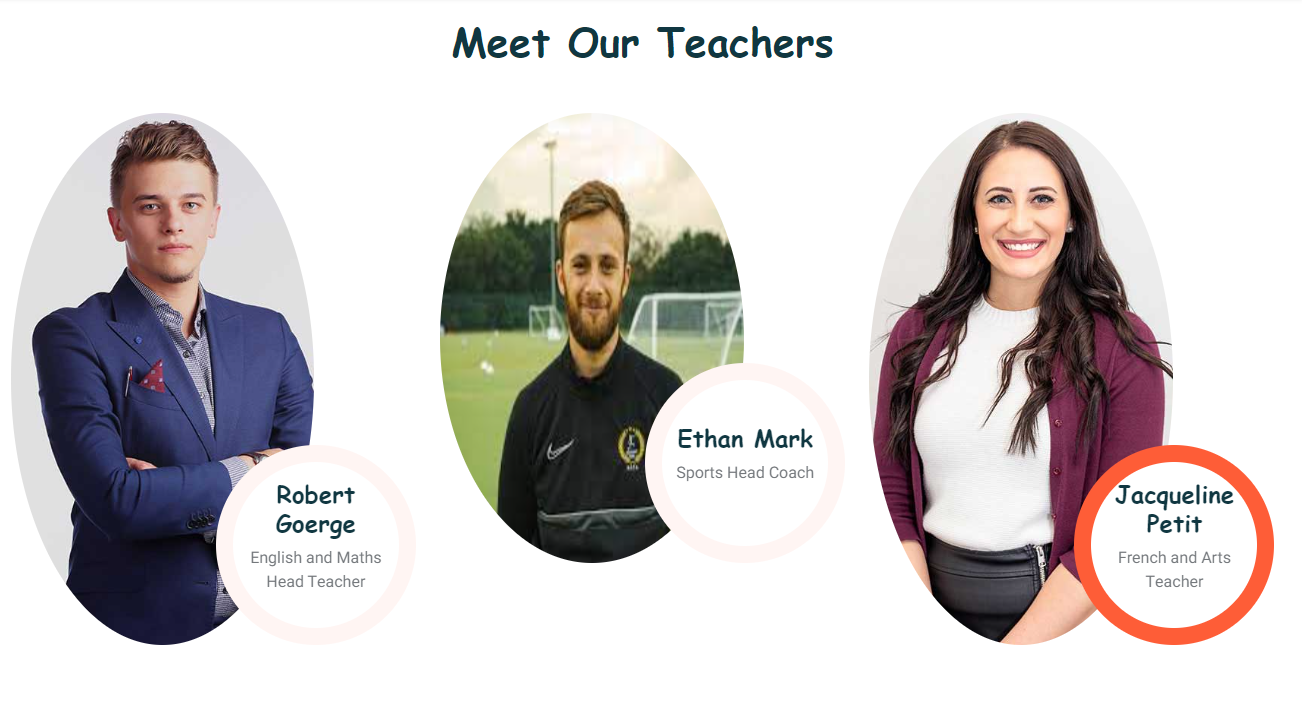 Meet Our Teachers
Robert
Goerge
English and Maths
Head Teacher
Ethan Mark
Sports Head Coach
Jacqueline
Petit
French and Arts
Teacher